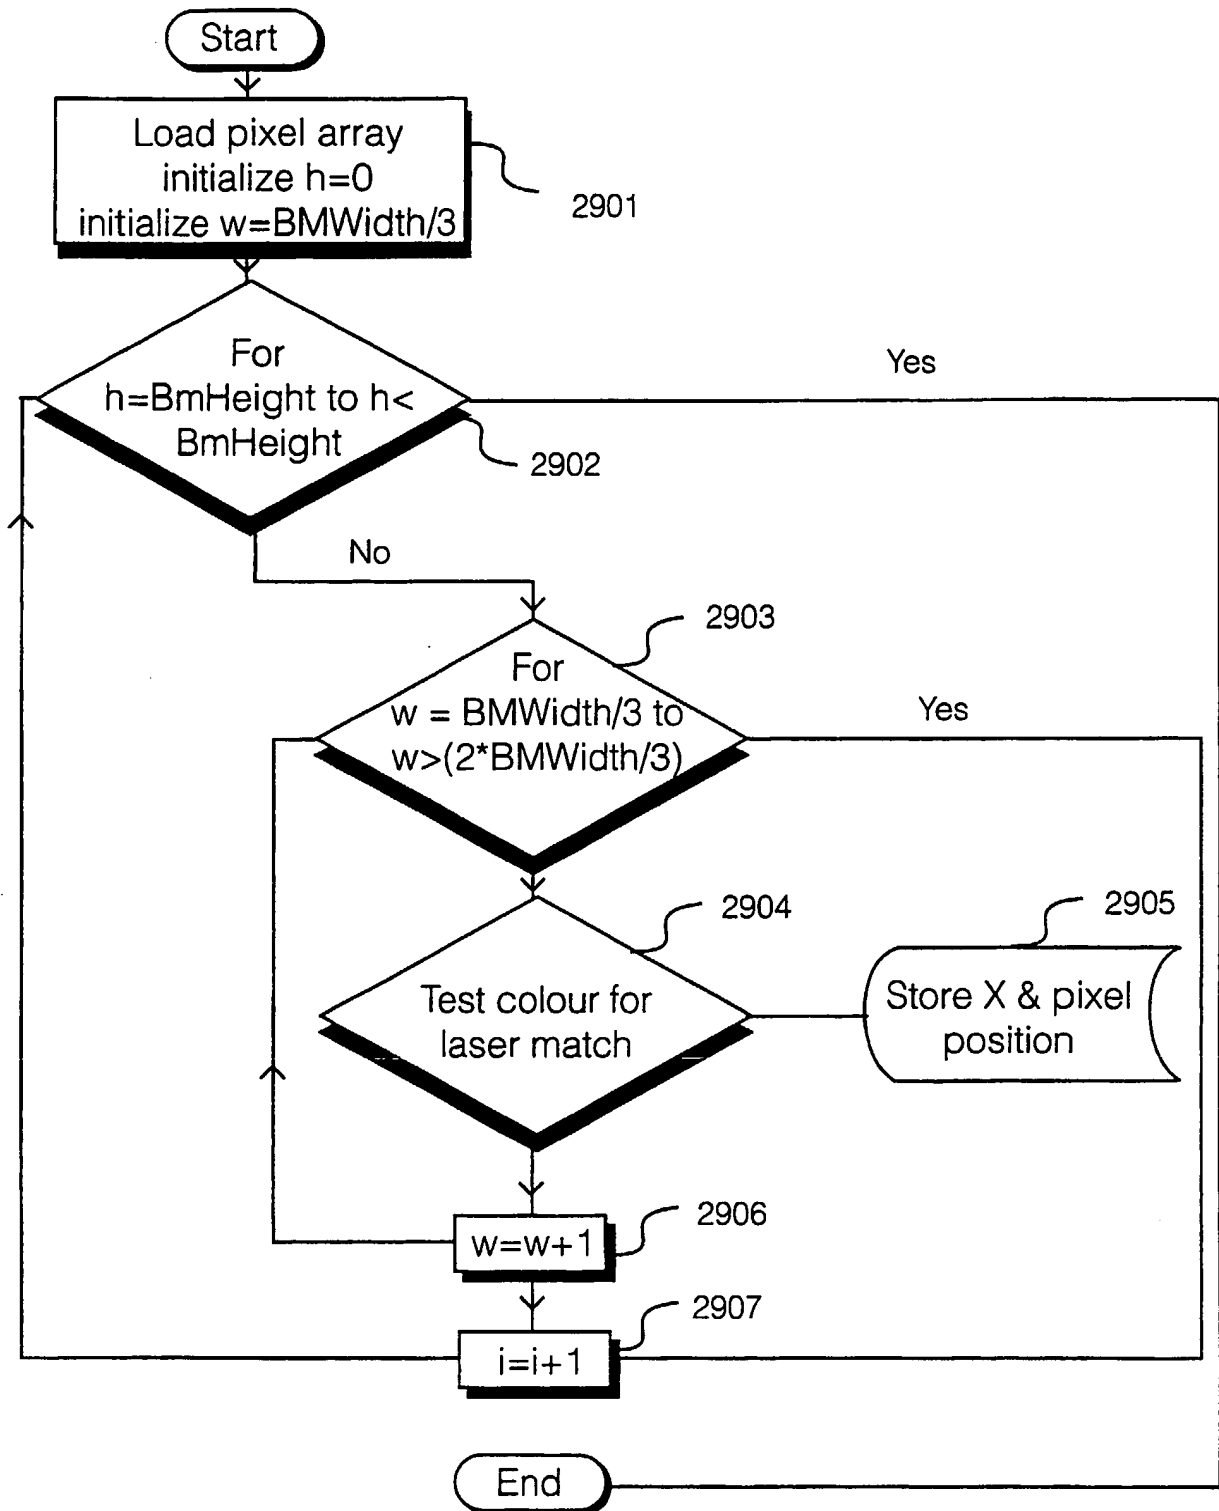 Start
Load pixel array
initialize h=0
initialize w=BMWidth/3
2901
For
h=BmHeight to h<
BmHeight
Yes
2902
No
2903
For
w = BMWidth/3 to
w>(2*BMWidth/3)
Yes
2904
Test colour for
laser match
2905
Store X & pixel
position
2906
w=w+1
2907
i=i+1
End